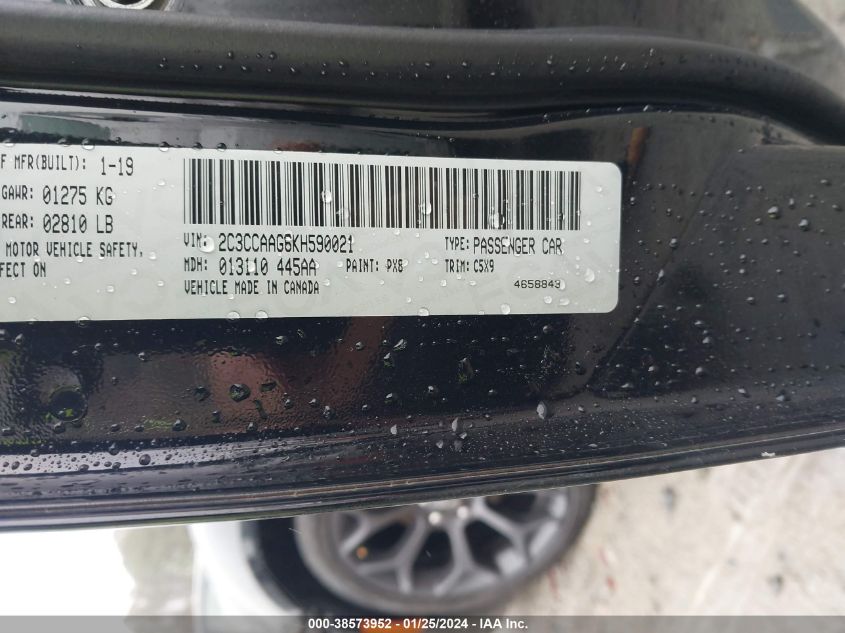 F MFR(BUILT): 1-19
GAWR: 01275 KG
REAR: 02810 LB
MOTOR VEHICLE SAFETY,
FECT ON
VIN: 2C3CCAAG6KH590021
TYPE: PASSENGER CAR
MDH: 013110 445AA
PAINT: PX8
TRIM: C5X9
VEHICLE MADE IN CANADA
4658843
000-38573952 - 01/25/2024 - IAA Inc.